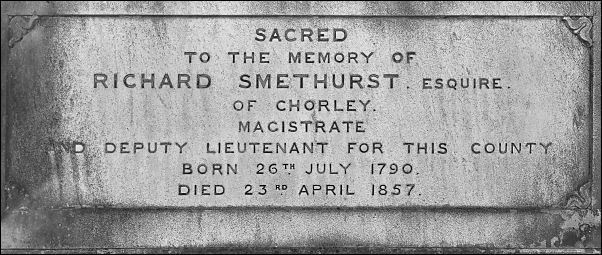 SACRED
TO THE MEMORY OF
RICHARD SMETHURST. ESQUIRE.
OF CHORLEY.
MAGISTRATE
AND DEPUTY LIEUTENANT FOR THIS COUNTY
BORN 26TH JULY 1790.
DIED 23RD APRIL 1857.